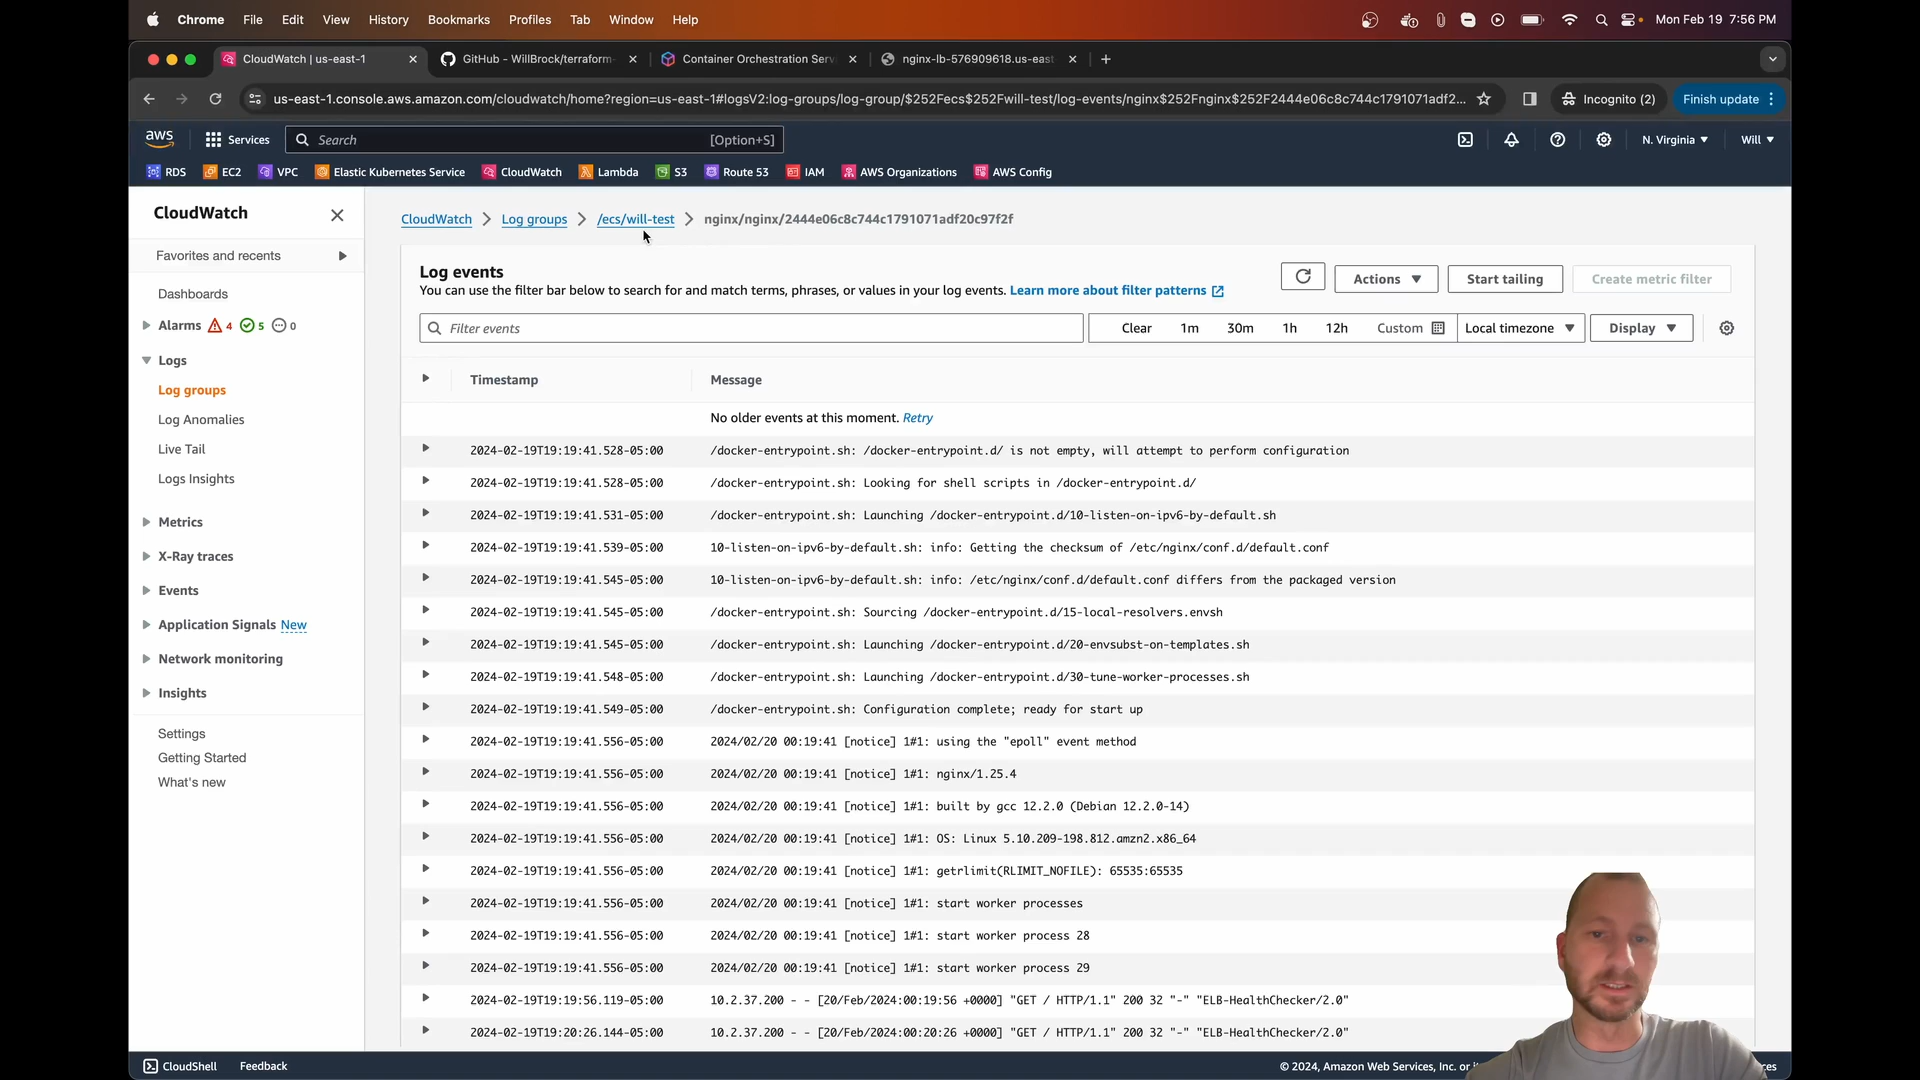 Chrome File Edit View History Bookmarks Profiles Tab Window Help Mon Feb 19 7:56 PM
CloudWatch | us-east-1 GitHub - WillBrock/terraform- Container Orchestration Serv nginx-lb-576909618.us-east
us-east-1.console.aws.amazon.com/cloudwatch/home?region=us-east-1#logsV2:log-groups/log-group/$252Fecs$252Fwill-test/log-events/nginx$252Fnginx$252F2444e06c8c744c1791071adf2... Incognito (2) Finish update
aws Services Search [Option+S] N. Virginia Will
RDS EC2 VPC Elastic Kubernetes Service CloudWatch Lambda S3 Route 53 IAM AWS Organizations AWS Config
CloudWatch
Favorites and recents
Dashboards
Alarms 4 5 0
Logs
Log groups
Log Anomalies
Live Tail
Logs Insights
Metrics
X-Ray traces
Events
Application Signals New
Network monitoring
Insights
Settings
Getting Started
What's new
CloudWatch Log groups /ecs/will-test nginx/nginx/2444e06c8c744c1791071adf20c97f2f
Log events
You can use the filter bar below to search for and match terms, phrases, or values in your log events. Learn more about filter patterns
Actions Start tailing Create metric filter
Filter events Clear 1m 30m 1h 12h Custom Local timezone Display
Timestamp Message
No older events at this moment. Retry
2024-02-19T19:19:41.528-05:00 /docker-entrypoint.sh: /docker-entrypoint.d/ is not empty, will attempt to perform configuration
2024-02-19T19:19:41.528-05:00 /docker-entrypoint.sh: Looking for shell scripts in /docker-entrypoint.d/
2024-02-19T19:19:41.531-05:00 /docker-entrypoint.sh: Launching /docker-entrypoint.d/10-listen-on-ipv6-by-default.sh
2024-02-19T19:19:41.539-05:00 10-listen-on-ipv6-by-default.sh: info: Getting the checksum of /etc/nginx/conf.d/default.conf
2024-02-19T19:19:41.545-05:00 10-listen-on-ipv6-by-default.sh: info: /etc/nginx/conf.d/default.conf differs from the packaged version
2024-02-19T19:19:41.545-05:00 /docker-entrypoint.sh: Sourcing /docker-entrypoint.d/15-local-resolvers.envsh
2024-02-19T19:19:41.545-05:00 /docker-entrypoint.sh: Launching /docker-entrypoint.d/20-envsubst-on-templates.sh
2024-02-19T19:19:41.548-05:00 /docker-entrypoint.sh: Launching /docker-entrypoint.d/30-tune-worker-processes.sh
2024-02-19T19:19:41.549-05:00 /docker-entrypoint.sh: Configuration complete; ready for start up
2024-02-19T19:19:41.556-05:00 2024/02/20 00:19:41 [notice] 1#1: using the "epoll" event method
2024-02-19T19:19:41.556-05:00 2024/02/20 00:19:41 [notice] 1#1: nginx/1.25.4
2024-02-19T19:19:41.556-05:00 2024/02/20 00:19:41 [notice] 1#1: built by gcc 12.2.0 (Debian 12.2.0-14)
2024-02-19T19:19:41.556-05:00 2024/02/20 00:19:41 [notice] 1#1: OS: Linux 5.10.209-198.812.amzn2.x86_64
2024-02-19T19:19:41.556-05:00 2024/02/20 00:19:41 [notice] 1#1: getrlimit(RLIMIT_NOFILE): 65535:65535
2024-02-19T19:19:41.556-05:00 2024/02/20 00:19:41 [notice] 1#1: start worker processes
2024-02-19T19:19:41.556-05:00 2024/02/20 00:19:41 [notice] 1#1: start worker process 28
2024-02-19T19:19:41.556-05:00 2024/02/20 00:19:41 [notice] 1#1: start worker process 29
2024-02-19T19:19:56.119-05:00 10.2.37.200 - - [20/Feb/2024:00:19:56 +0000] "GET / HTTP/1.1" 200 32 "-" "ELB-HealthChecker/2.0"
2024-02-19T19:20:26.144-05:00 10.2.37.200 - - [20/Feb/2024:00:20:26 +0000] "GET / HTTP/1.1" 200 32 "-" "ELB-HealthChecker/2.0"
CloudShell Feedback © 2024, Amazon Web Services, Inc. or